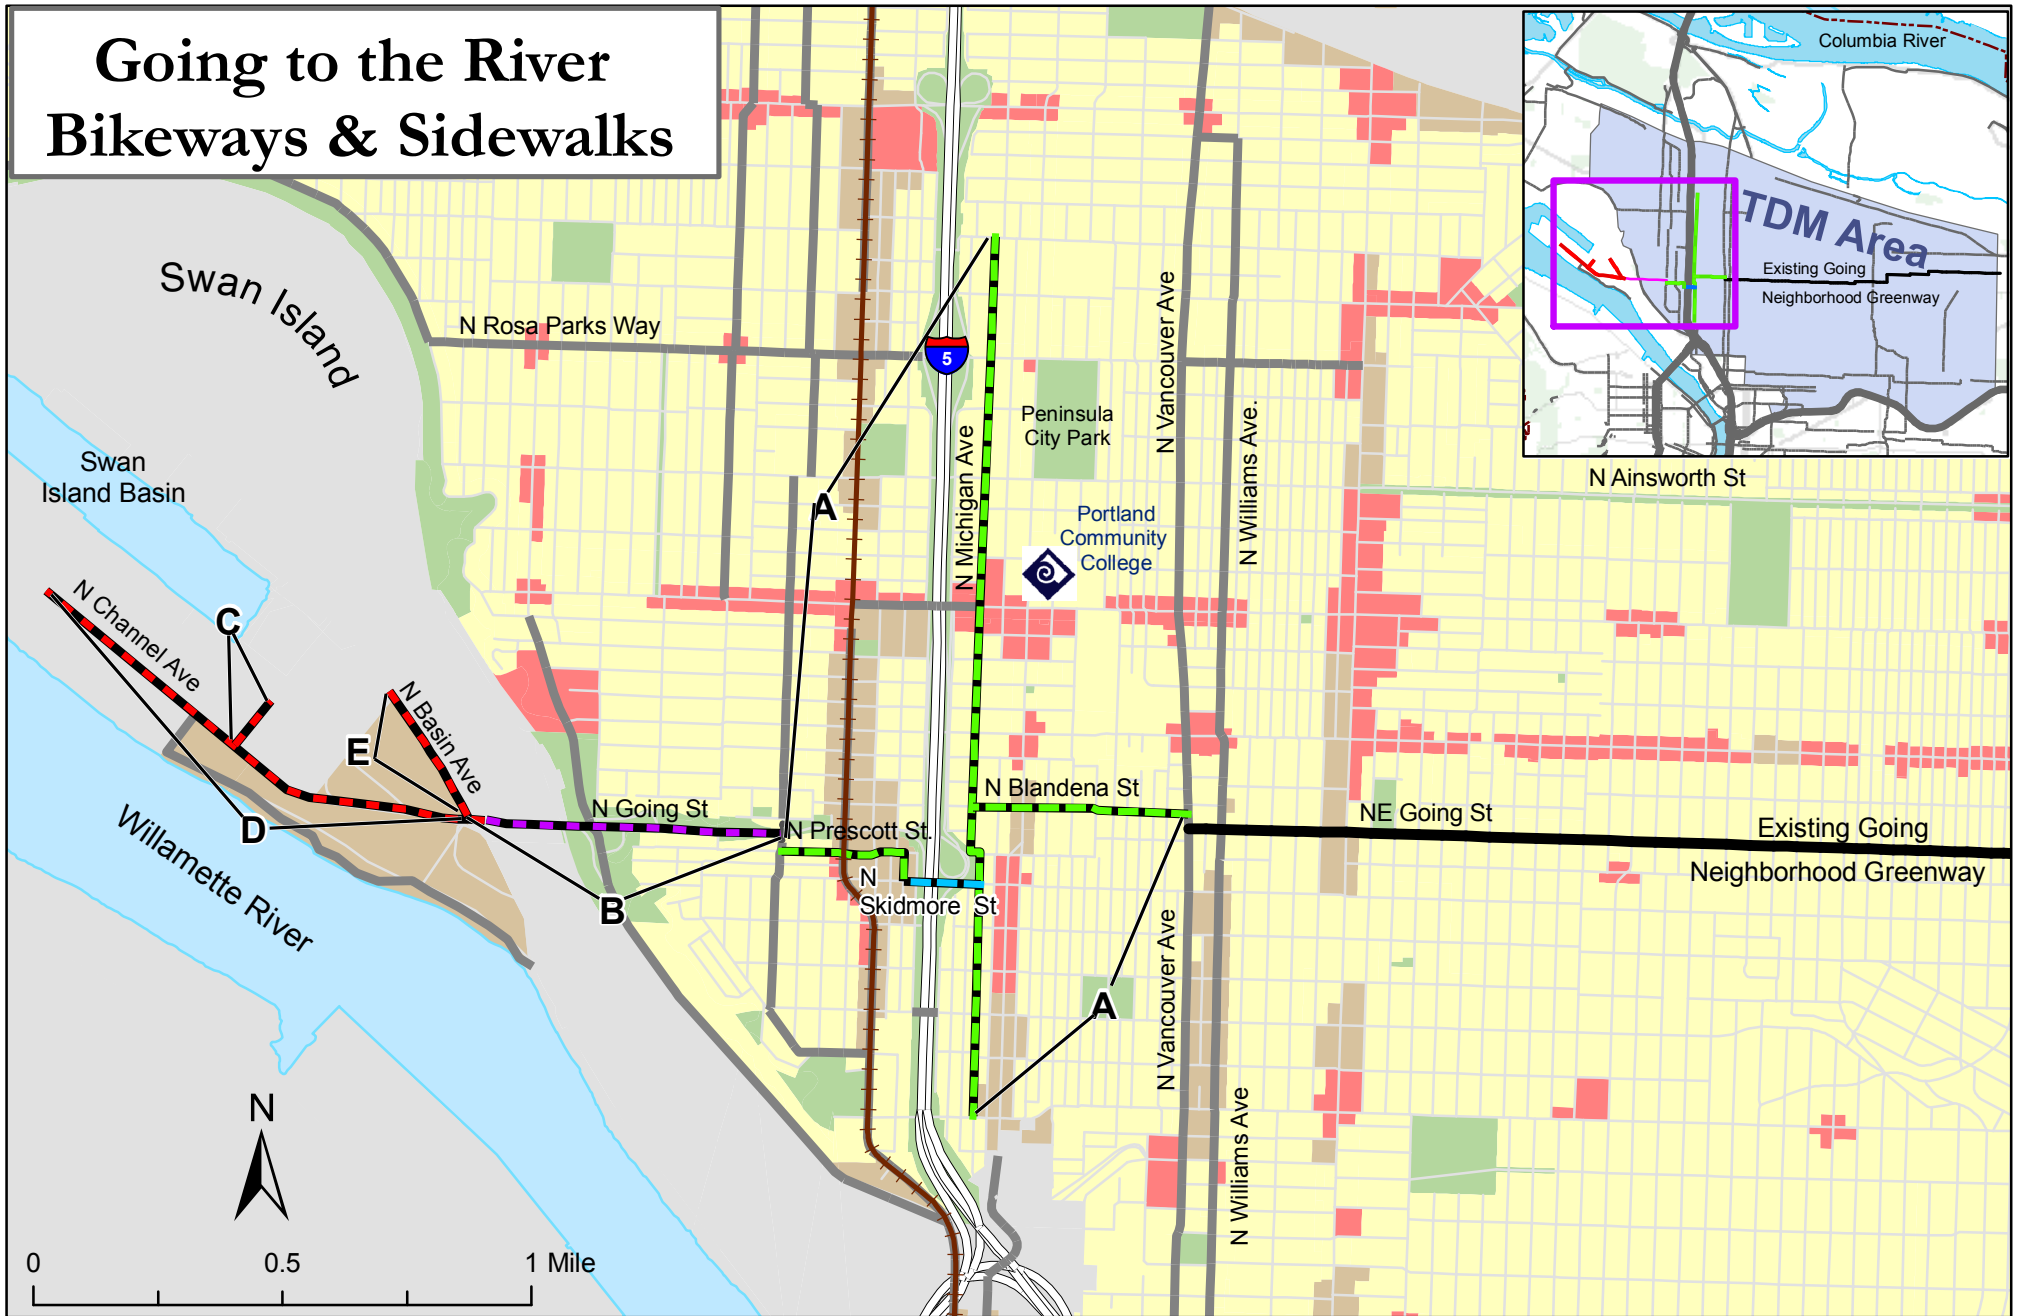 Going to the River
Bikeways & Sidewalks
Columbia River
TDM Area
Existing Going
Neighborhood Greenway
Swan Island
N Rosa Parks Way
5
N Vancouver Ave
N Williams Ave.
Peninsula
City Park
N Michigan Ave
Swan
Island Basin
N Ainsworth St
A
Portland
Community
College
N Channel Ave
C
N Basin Ave
E
N Going St
N Blandena St
D
N Prescott St.
NE Going St
Existing Going
Neighborhood Greenway
Willamette River
B
N
Skidmore St
A
N Vancouver Ave
N Williams Ave
N
0 0.5 1 Mile